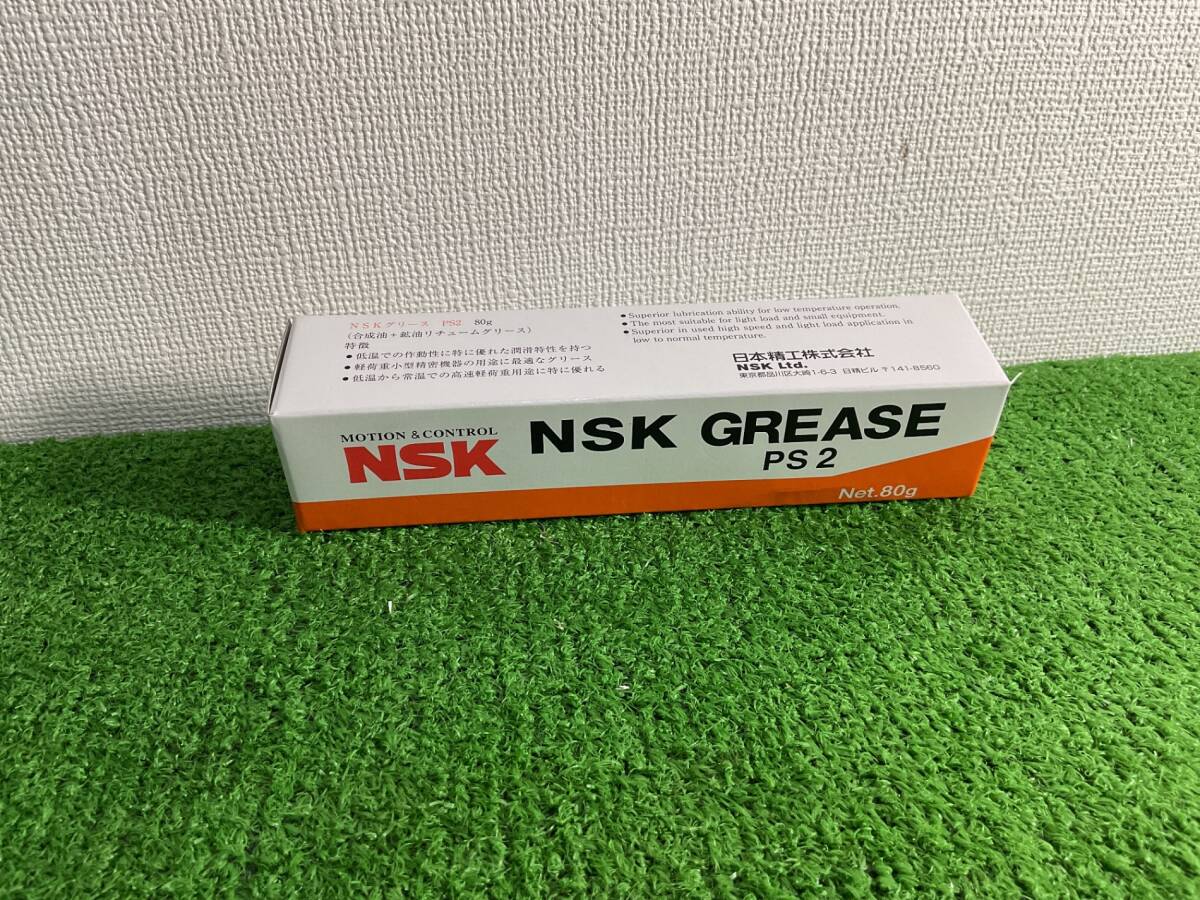 NSKグリース PS2 80g
(合成油+鉱油リチュームグリース)
特徴
●低温での作動性に特に優れた潤滑特性を持つ
●軽荷重小型精密機器の用途に最適なグリース
●低温から常温での高速軽荷重用途に特に優れる
●Superior lubrication ability for low temperature operation.
●The most suitable for light load and small equipment.
●Superior in used high speed and light load application in
low to normal temperature.
日本精工株式会社
NSK Ltd.
東京都品川区大崎1-6-3 日精ビル 〒141-8560
MOTION & CONTROL
NSK
NSK GREASE
PS 2
Net.80g